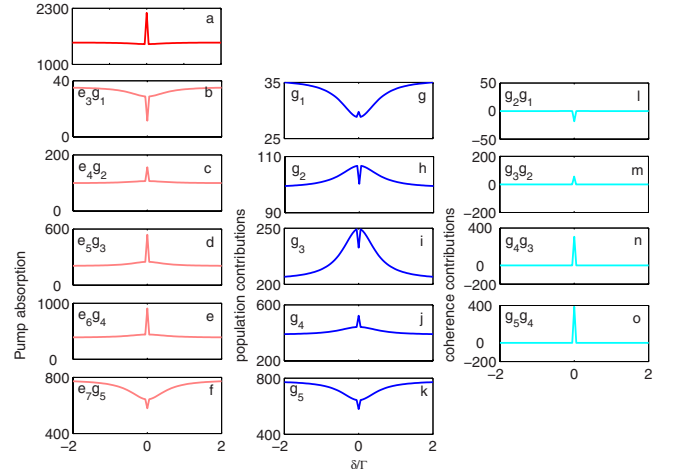 2300
a
1000
40
e3g1
b
0
200
e4g2
c
0
600
e5g3
d
0
1000
e6g4
e
0
800
e7g5
f
400
−2 0 2
Pump absorption
35
g1
g
25
110
g2
h
90
250
g3
i
200
600
g4
j
200
800
g5
k
400
−2 0 2
δ/Γ
population contributions
50
g2g1
l
0
−50
200
g3g2
m
0
−200
400
g4g3
n
0
−200
400
g5g4
o
0
−200
−2 0 2
coherence contributions